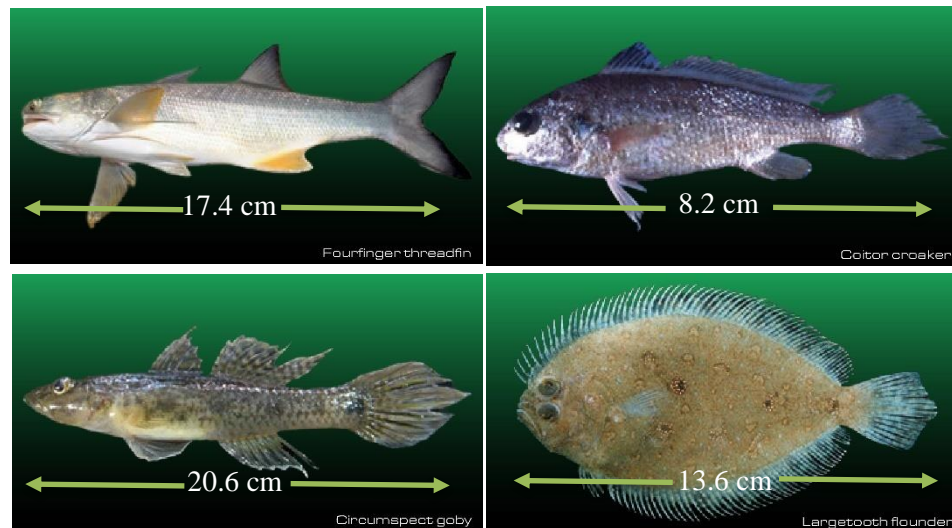 17.4 cm
Fourfinger threadfin
8.2 cm
Coitor croaker
20.6 cm
Circumspect goby
13.6 cm
Largetooth flounder